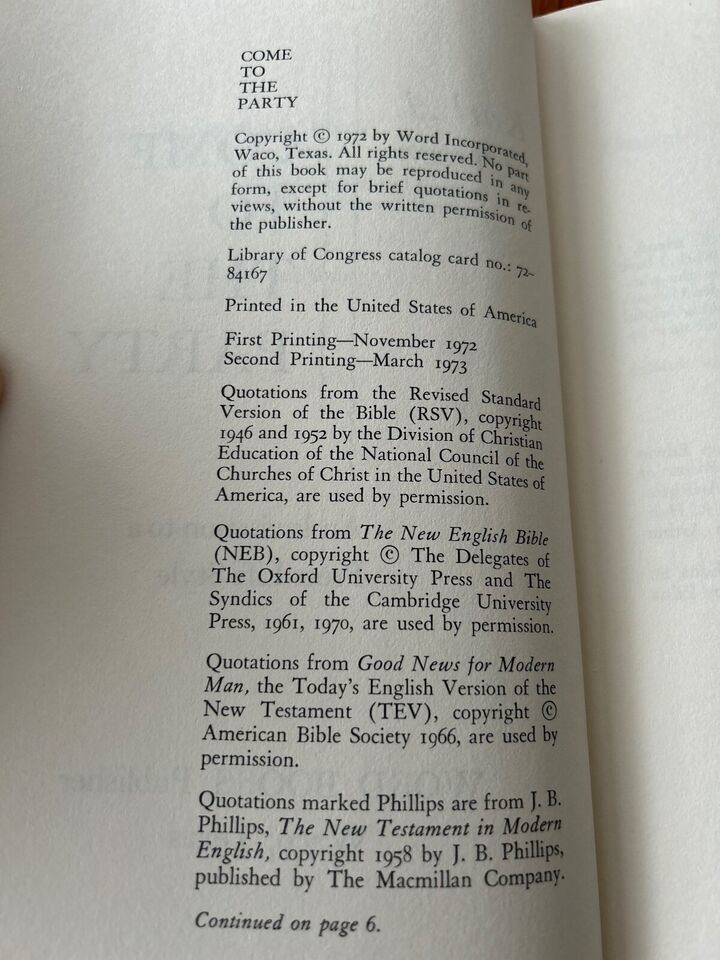 COME
TO
THE
PARTY
Copyright © 1972 by Word Incorporated,
Waco, Texas. All rights reserved. No part
of this book may be reproduced in any
form, except for brief quotations in re-
views, without the written permission of
the publisher.
Library of Congress catalog card no.: 72-
84167
Printed in the United States of America
First Printing—November 1972
Second Printing—March 1973
Quotations from the Revised Standard
Version of the Bible (RSV), copyright
1946 and 1952 by the Division of Christian
Education of the National Council of the
Churches of Christ in the United States of
America, are used by permission.
Quotations from The New English Bible
(NEB), copyright © The Delegates of
The Oxford University Press and The
Syndics of the Cambridge University
Press, 1961, 1970, are used by permission.
Quotations from Good News for Modern
Man, the Today's English Version of the
New Testament (TEV), copyright ©
American Bible Society 1966, are used by
permission.
Quotations marked Phillips are from J. B.
Phillips, The New Testament in Modern
English, copyright 1958 by J. B. Phillips,
published by The Macmillan Company.
Continued on page 6.